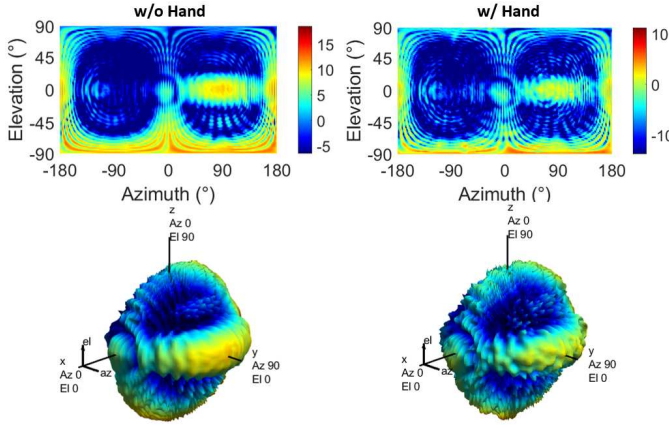 w/o Hand
w/ Hand
90
45
0
-45
-90
Elevation (°)
-180 -90 0 90 180
Azimuth (°)
15
10
5
0
-5
90
45
0
-45
-90
Elevation (°)
-180 -90 0 90 180
Azimuth (°)
10
0
-10
z
Az 0
El 90
x
Az 0
El 0
el
az
y
Az 90
El 0
z
Az 0
El 90
x
Az 0
El 0
el
az
y
Az 90
El 0